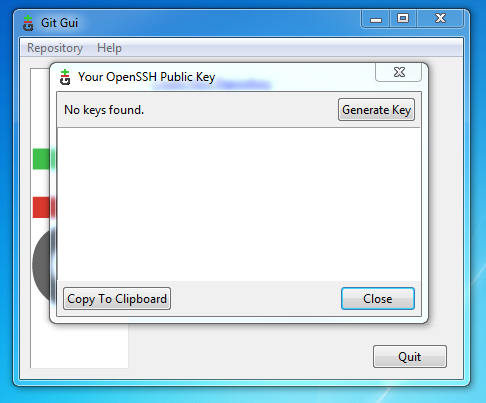 Git Gui
Repository Help
Your OpenSSH Public Key
No keys found.
Generate Key
Copy To Clipboard
Close
Quit